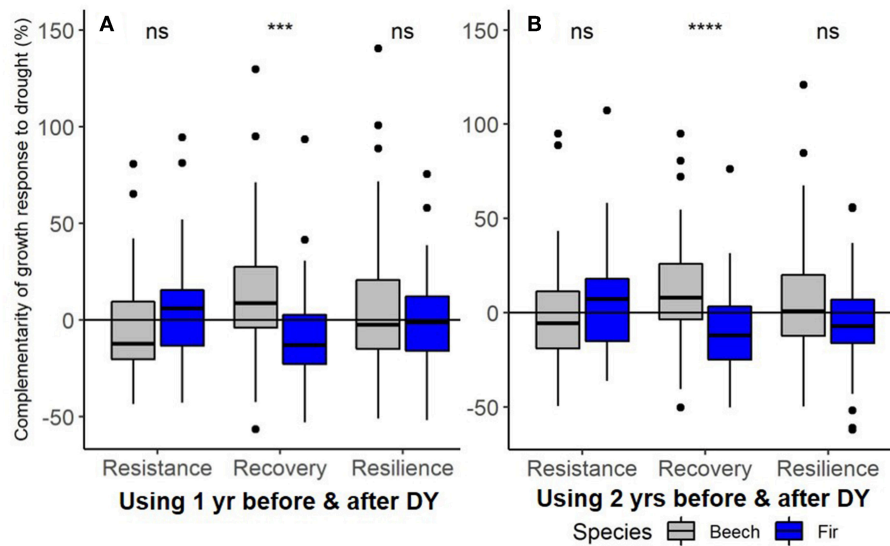 Complementarity of growth response to drought (%)
A
ns
***
ns
150
100
50
0
-50
Resistance
Recovery
Resilience
Using 1 yr before & after DY
B
ns
****
ns
150
100
50
0
-50
Resistance
Recovery
Resilience
Using 2 yrs before & after DY
Species Beech Fir